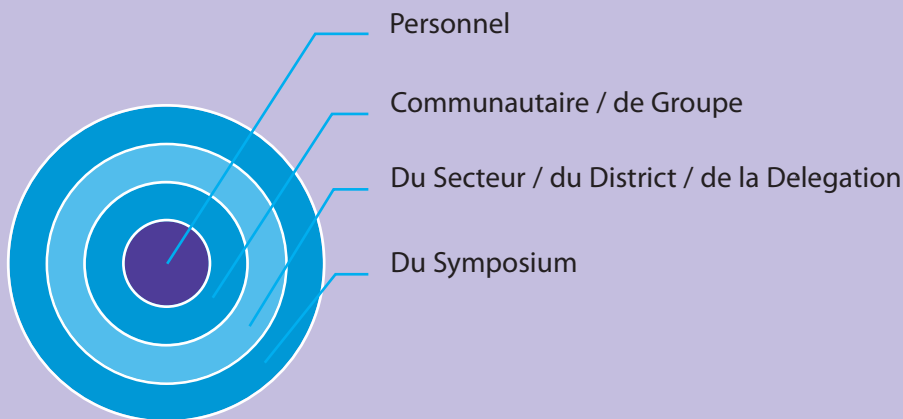 Personnel
Communautaire / de Groupe
Du Secteur / du District / de la Delegation
Du Symposium